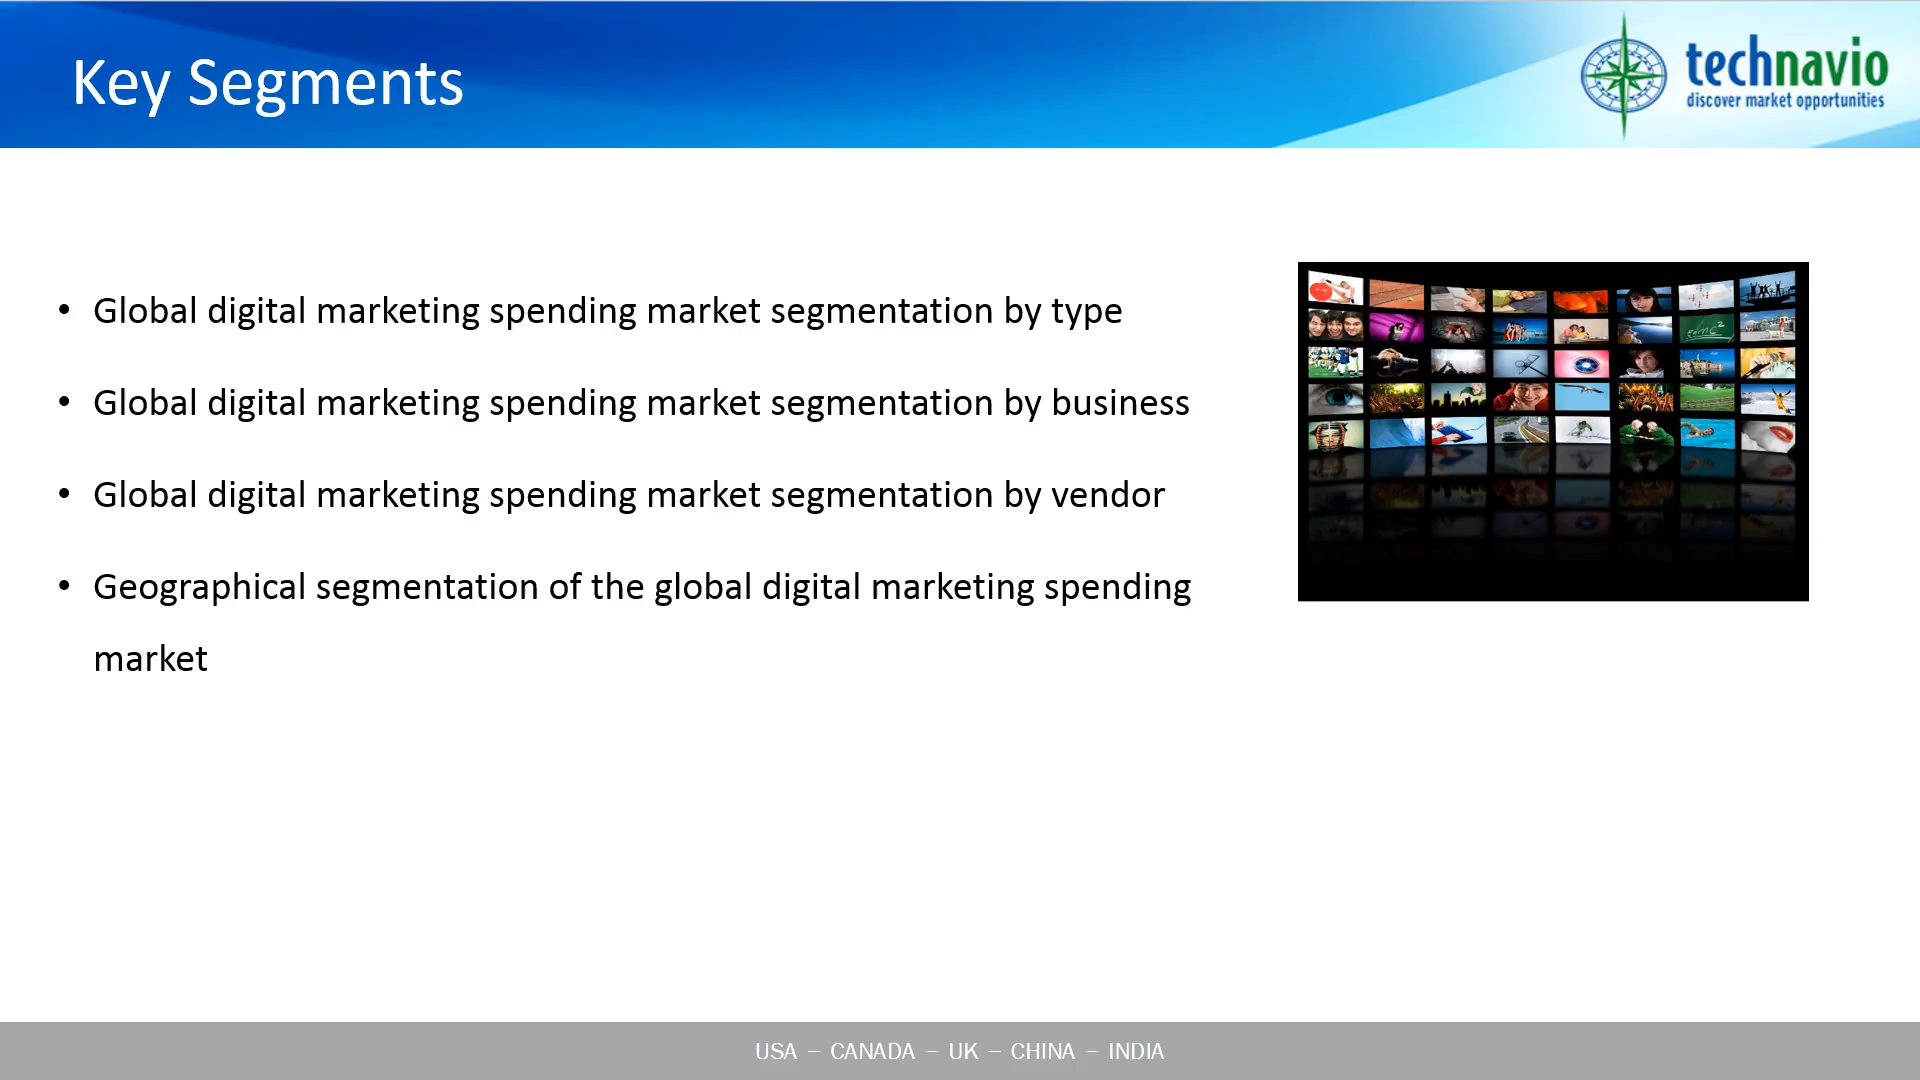 Key Segments
technavio
discover market opportunities
• Global digital marketing spending market segmentation by type
• Global digital marketing spending market segmentation by business
• Global digital marketing spending market segmentation by vendor
• Geographical segmentation of the global digital marketing spending
market
USA – CANADA – UK – CHINA – INDIA